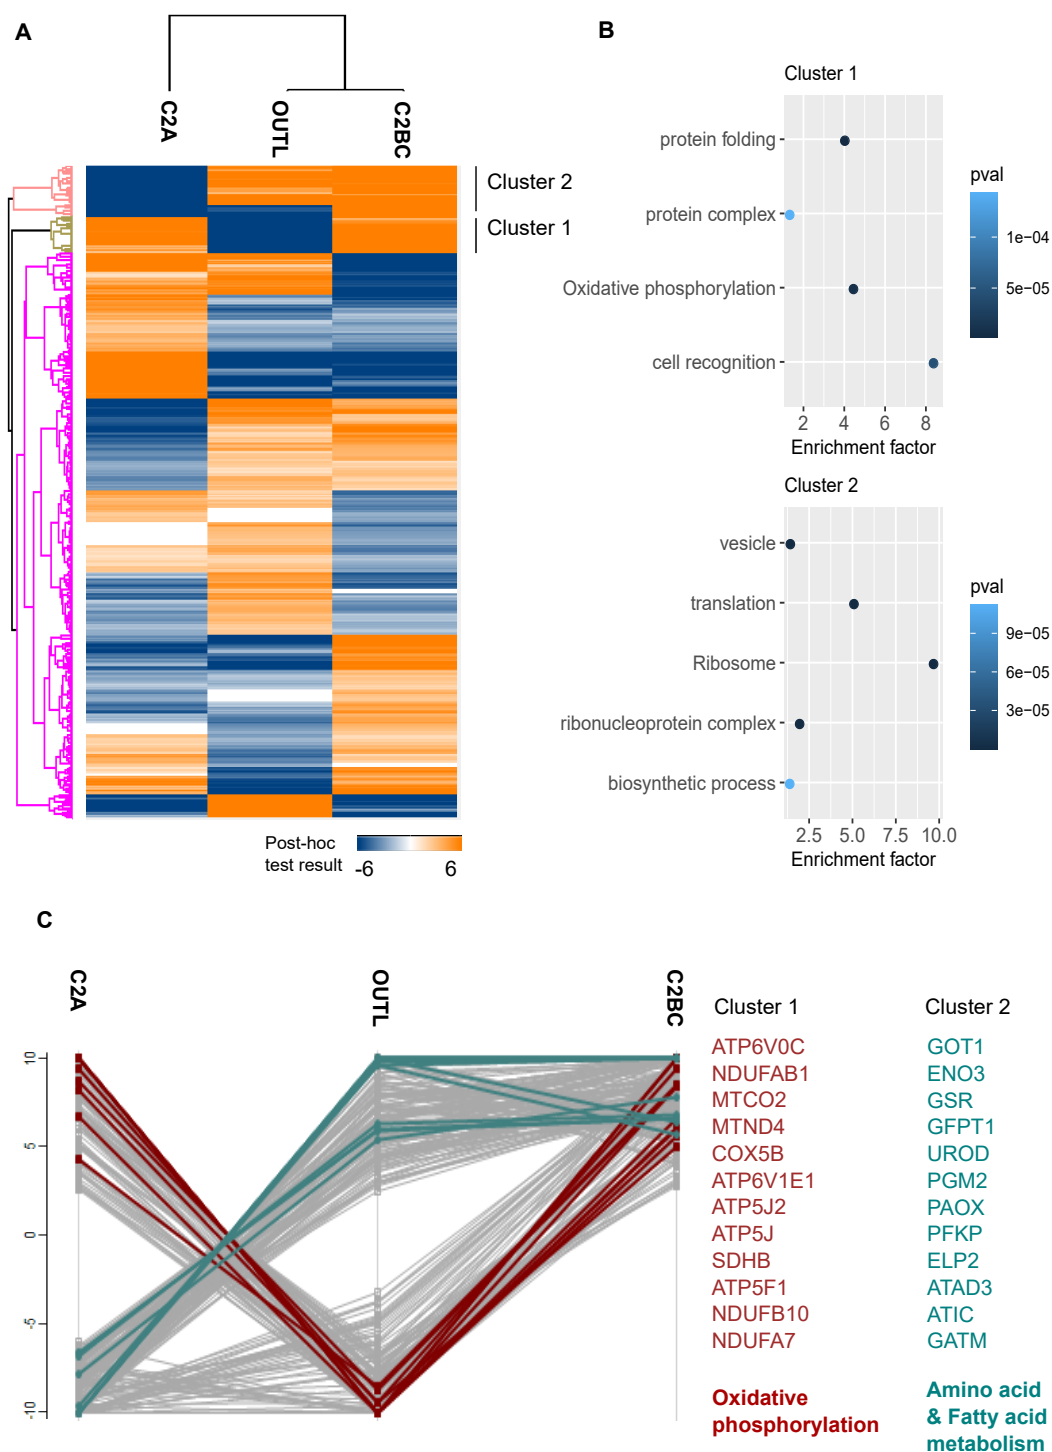 A
C2A
OUTL
C2BC
Cluster 2
Cluster 1
Post-hoc
test result
-6
6
B
Cluster 1
protein folding
protein complex
Oxidative phosphorylation
cell recognition
2 4 6 8
Enrichment factor
pval
1e−04
5e−05
Cluster 2
vesicle
translation
Ribosome
ribonucleoprotein complex
biosynthetic process
2.5 5.0 7.5 10.0
Enrichment factor
pval
9e−05
6e−05
3e−05
C
C2A
OUTL
C2BC
10
5
0
-5
-10
Cluster 1
ATP6V0C
NDUFAB1
MTCO2
MTND4
COX5B
ATP6V1E1
ATP5J2
ATP5J
SDHB
ATP5F1
NDUFB10
NDUFA7
Oxidative
phosphorylation
Cluster 2
GOT1
ENO3
GSR
GFPT1
UROD
PGM2
PAOX
PFKP
ELP2
ATAD3
ATIC
GATM
Amino acid
& Fatty acid
metabolism